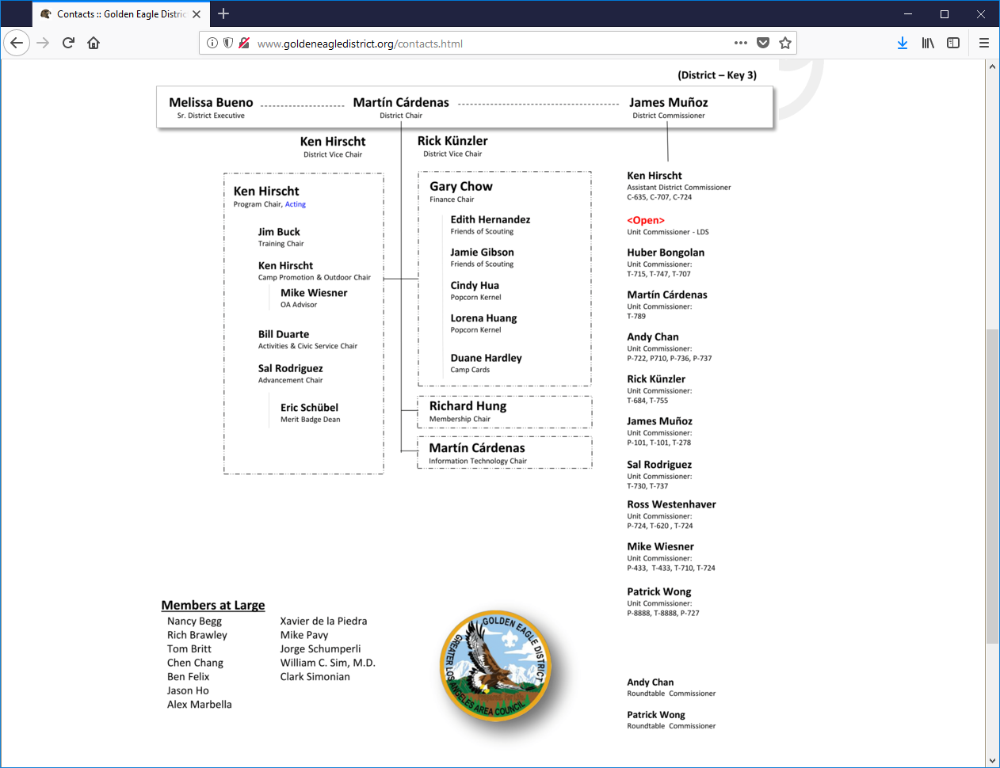 Contacts :: Golden Eagle Distric
www.goldeneagledistrict.org/contacts.html
(District – Key 3)
Melissa Bueno
Sr. District Executive
Martín Cárdenas
District Chair
James Muñoz
District Commissioner
Ken Hirscht
District Vice Chair
Rick Künzler
District Vice Chair
Ken Hirscht
Program Chair, Acting
Jim Buck
Training Chair
Ken Hirscht
Camp Promotion & Outdoor Chair
Mike Wiesner
OA Advisor
Bill Duarte
Activities & Civic Service Chair
Sal Rodriguez
Advancement Chair
Eric Schübel
Merit Badge Dean
Gary Chow
Finance Chair
Edith Hernandez
Friends of Scouting
Jamie Gibson
Friends of Scouting
Cindy Hua
Popcorn Kernel
Lorena Huang
Popcorn Kernel
Duane Hardley
Camp Cards
Richard Hung
Membership Chair
Martín Cárdenas
Information Technology Chair
Ken Hirscht
Assistant District Commissioner
C-635, C-707, C-724
<Open>
Unit Commissioner - LDS
Huber Bongolan
Unit Commissioner:
T-715, T-747, T-707
Martín Cárdenas
Unit Commissioner:
T-789
Andy Chan
Unit Commissioner:
P-722, P710, P-736, P-737
Rick Künzler
Unit Commissioner:
T-684, T-755
James Muñoz
Unit Commissioner:
P-101, T-101, T-278
Sal Rodriguez
Unit Commissioner:
T-730, T-737
Ross Westenhaver
Unit Commissioner:
P-724, T-620 , T-724
Mike Wiesner
Unit Commissioner:
P-433,  T-433, T-710, T-724
Patrick Wong
Unit Commissioner:
P-8888, T-8888, P-727
Andy Chan
Roundtable  Commissioner
Patrick Wong
Roundtable  Commissioner
Members at Large
Nancy Begg
Rich Brawley
Tom Britt
Chen Chang
Ben Felix
Jason Ho
Alex Marbella
Xavier de la Piedra
Mike Pavy
Jorge Schumperli
William C. Sim, M.D.
Clark Simonian
GOLDEN EAGLE DISTRICT
GREATER LOS ANGELES AREA COUNCIL
Prepared. For Life.